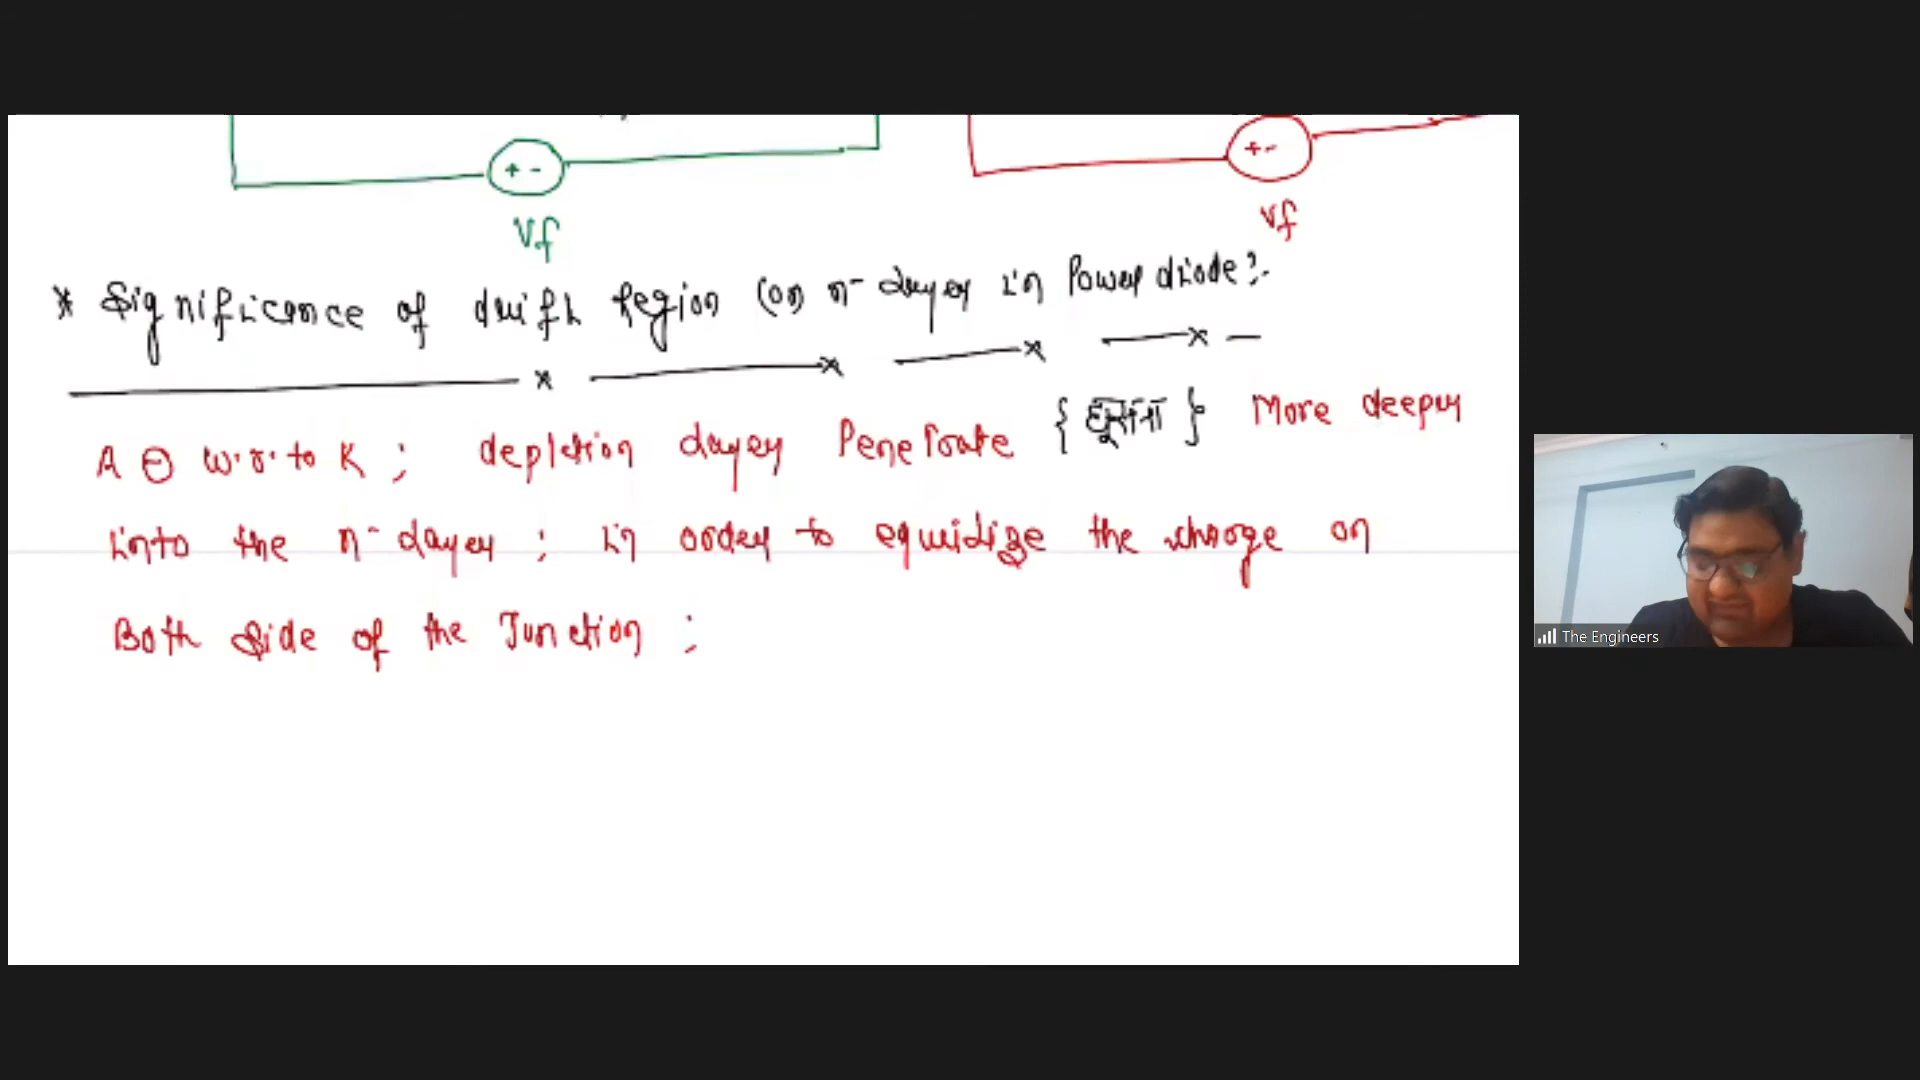 + -
Vf
+ -
Vf
* Significance of drift Region (or) n- layer in Power diode :-
A ⊖ w.r.to K ; depletion layer Penetrate { घूसना } More deeper
into the n- layer ; in order to equilize the charge on
Both Side of the Junction ;
The Engineers